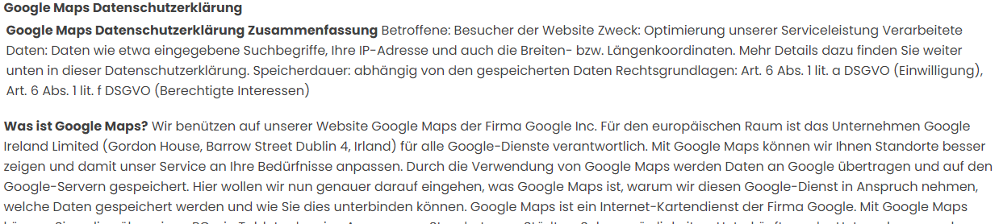 Google Maps Datenschutzerklärung
Google Maps Datenschutzerklärung Zusammenfassung Betroffene: Besucher der Website Zweck: Optimierung unserer Serviceleistung Verarbeitete
Daten: Daten wie etwa eingegebene Suchbegriffe, Ihre IP-Adresse und auch die Breiten- bzw. Längenkoordinaten. Mehr Details dazu finden Sie weiter
unten in dieser Datenschutzerklärung. Speicherdauer: abhängig von den gespeicherten Daten Rechtsgrundlagen: Art. 6 Abs. 1 lit. a DSGVO (Einwilligung),
Art. 6 Abs. 1 lit. f DSGVO (Berechtigte Interessen)
Was ist Google Maps? Wir benützen auf unserer Website Google Maps der Firma Google Inc. Für den europäischen Raum ist das Unternehmen Google
Ireland Limited (Gordon House, Barrow Street Dublin 4, Irland) für alle Google-Dienste verantwortlich. Mit Google Maps können wir Ihnen Standorte besser
zeigen und damit unser Service an Ihre Bedürfnisse anpassen. Durch die Verwendung von Google Maps werden Daten an Google übertragen und auf den
Google-Servern gespeichert. Hier wollen wir nun genauer darauf eingehen, was Google Maps ist, warum wir diesen Google-Dienst in Anspruch nehmen,
welche Daten gespeichert werden und wie Sie dies unterbinden können. Google Maps ist ein Internet-Kartendienst der Firma Google. Mit Google Maps